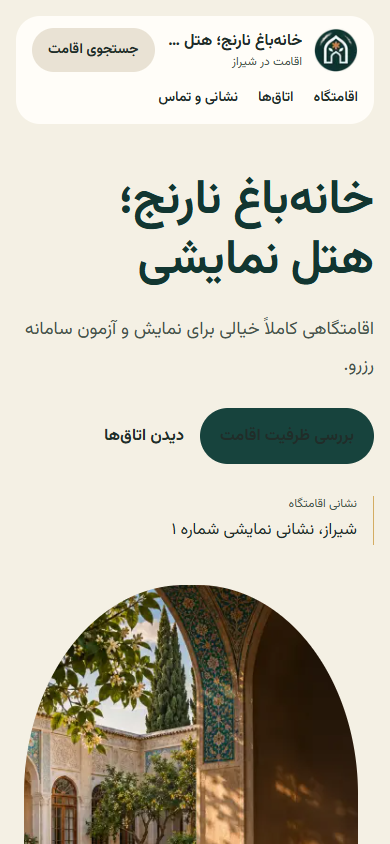 خانه‌باغ نارنج؛ هتل ...
اقامت در شیراز
جستجوی اقامت
اقامتگاه
اتاق‌ها
نشانی و تماس
خانه‌باغ نارنج؛
هتل نمایشی
اقامتگاهی کاملاً خیالی برای نمایش و آزمون سامانه
رزرو.
بررسی ظرفیت اقامت
دیدن اتاق‌ها
نشانی اقامتگاه
شیراز، نشانی نمایشی شماره ۱